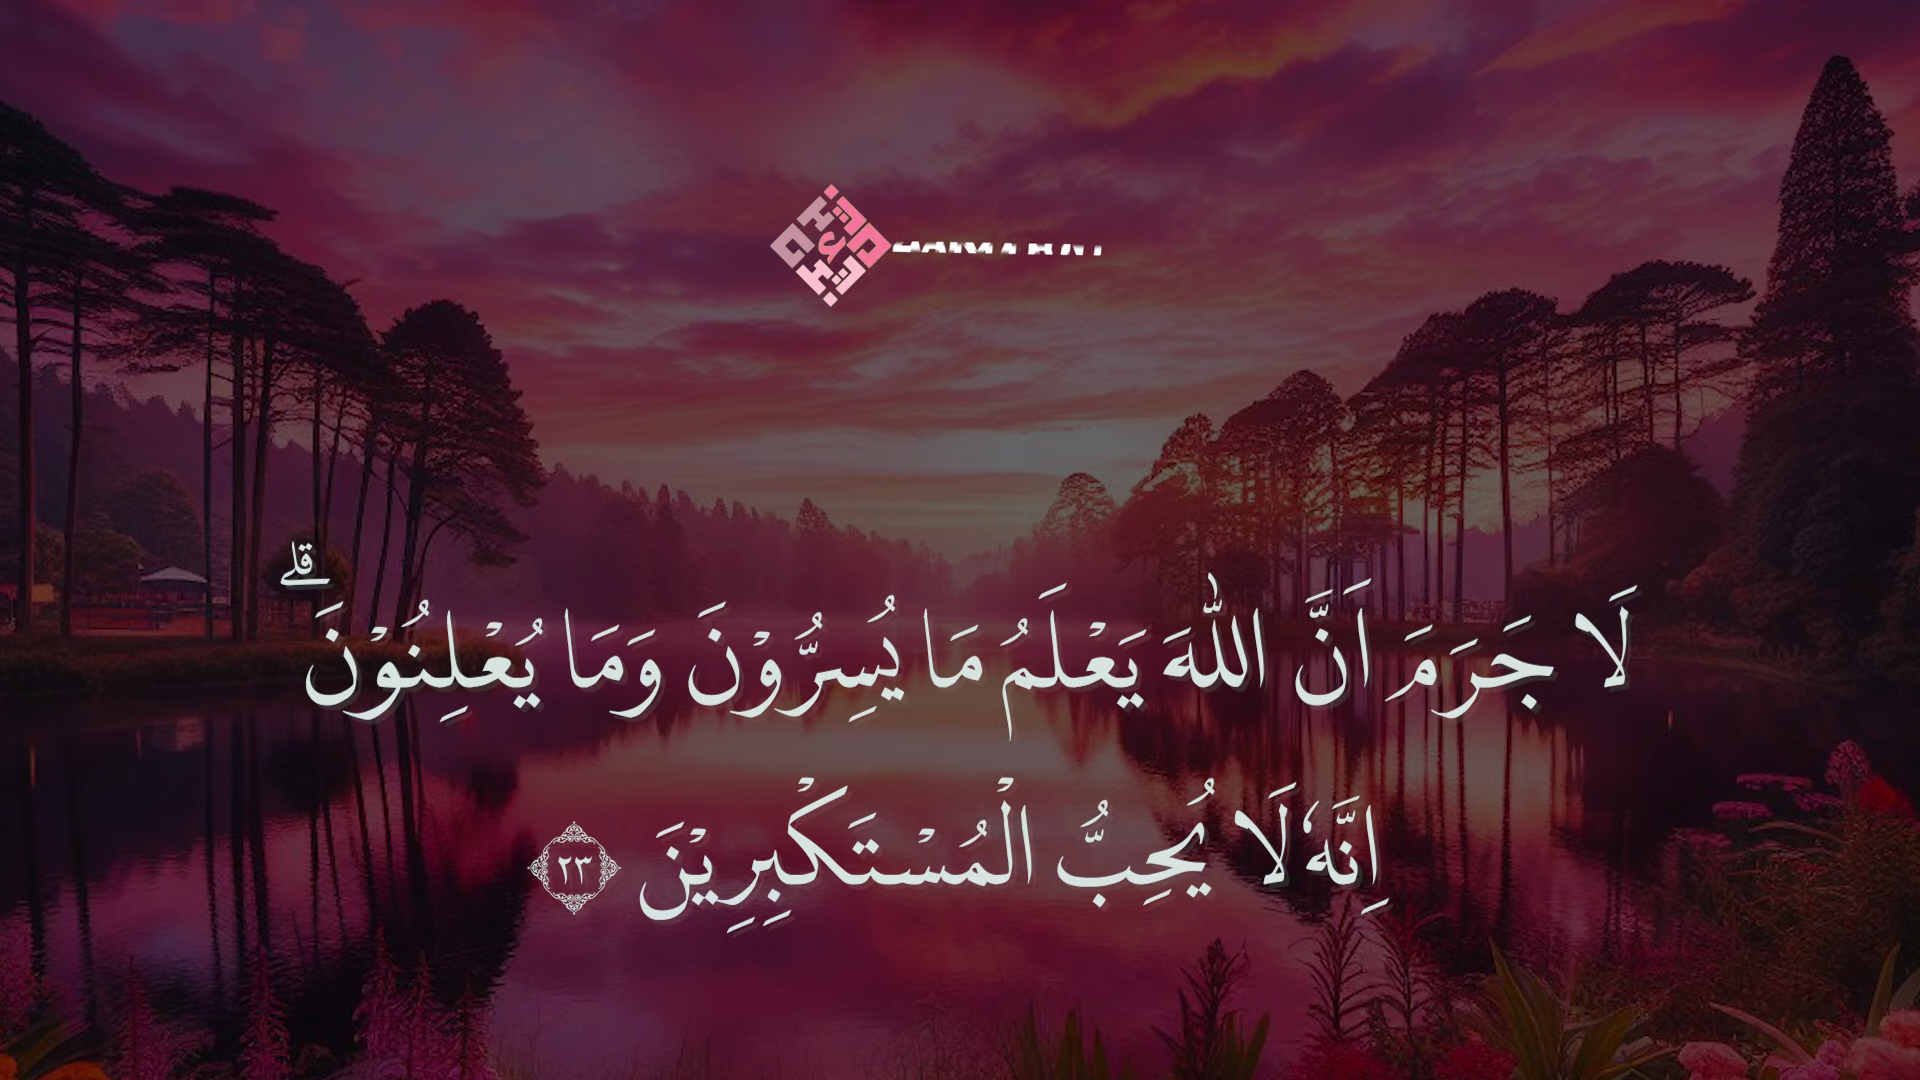 لَا جَرَمَ اَنَّ اللّٰهَ يَعْلَمُ مَا يُسِرُّوْنَ وَمَا يُعْلِنُوْنَ ۗ
اِنَّهٗ لَا يُحِبُّ الْمُسْتَكْبِرِيْنَ ٢٣